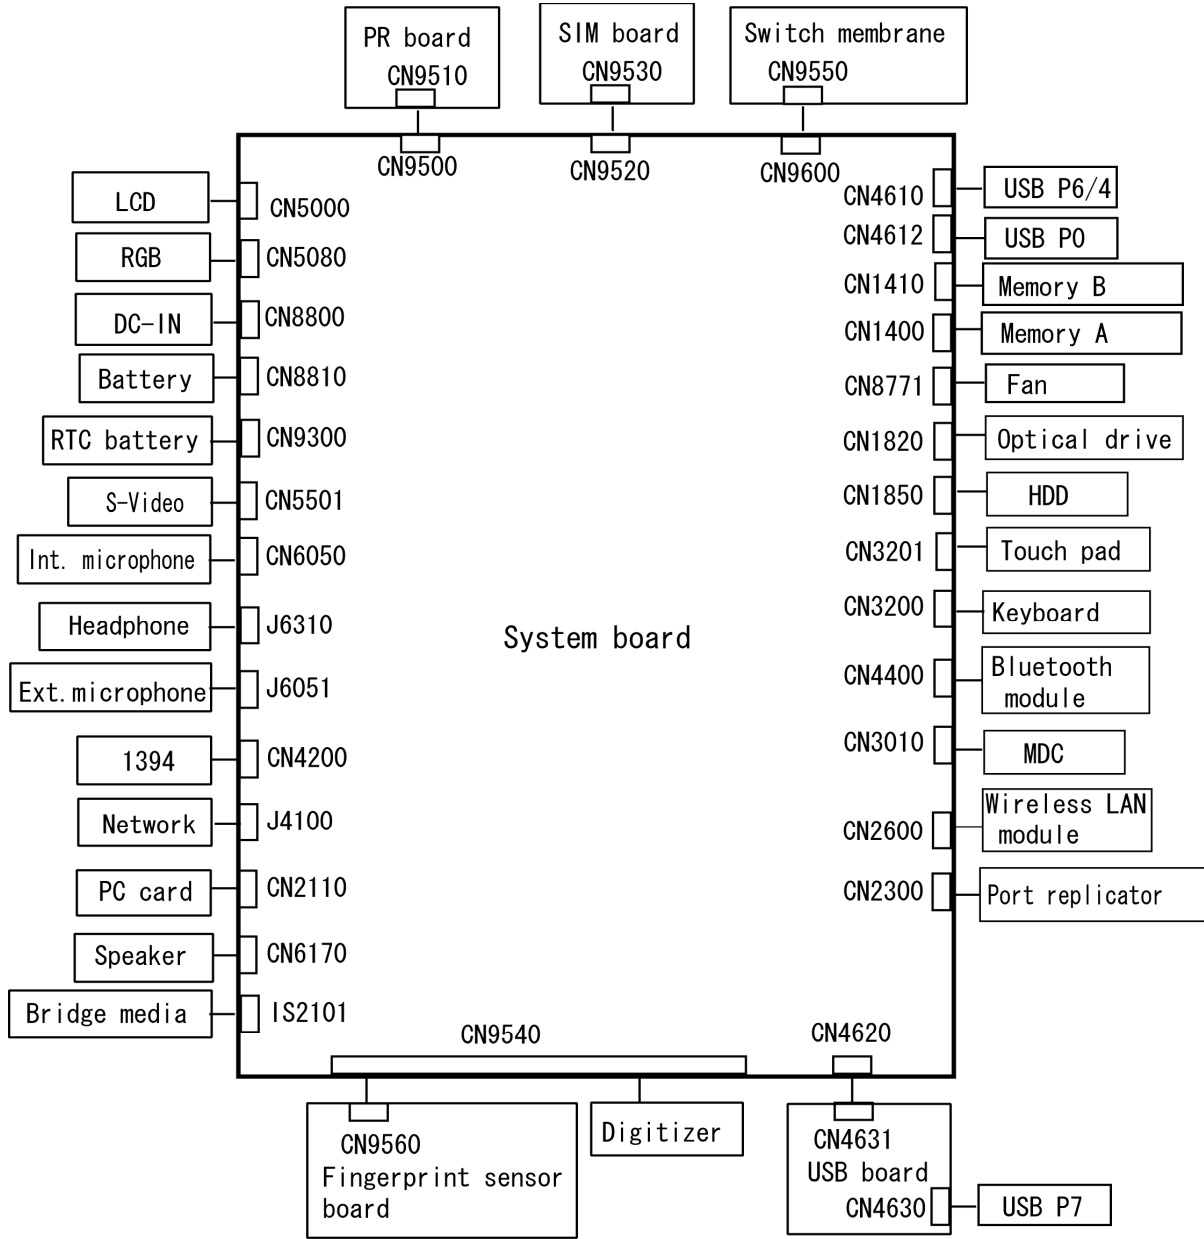 PR board
CN9510
SIM board
CN9530
Switch membrane
CN9550
CN9500
CN9520
CN9600
LCD
CN5000
RGB
CN5080
DC-IN
CN8800
Battery
CN8810
RTC battery
CN9300
S-Video
CN5501
Int. microphone
CN6050
Headphone
J6310
Ext.microphone
J6051
1394
CN4200
Network
J4100
PC card
CN2110
Speaker
CN6170
Bridge media
IS2101
System board
CN4610
USB P6/4
CN4612
USB P0
CN1410
Memory B
CN1400
Memory A
CN8771
Fan
CN1820
Optical drive
CN1850
HDD
CN3201
Touch pad
CN3200
Keyboard
CN4400
Bluetooth
module
CN3010
MDC
CN2600
Wireless LAN
module
CN2300
Port replicator
CN9540
CN4620
CN9560
Fingerprint sensor
board
Digitizer
CN4631
USB board
CN4630
USB P7